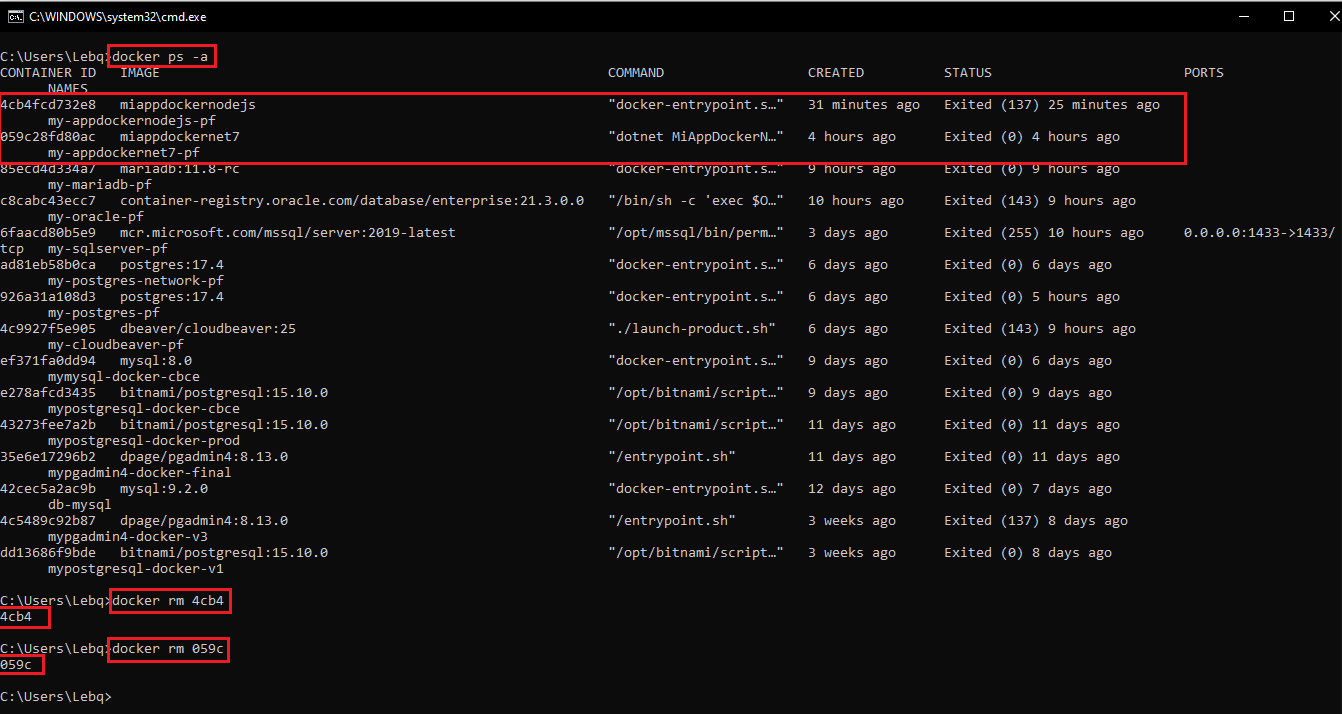 C:\WINDOWS\system32\cmd.exe
C:\Users\Lebq>docker ps -a
CONTAINER ID   IMAGE                                                        COMMAND                  CREATED          STATUS                        PORTS
      NAMES
4cb4fcd732e8   miappdockernodejs                                            "docker-entrypoint.s…"   31 minutes ago   Exited (137) 25 minutes ago
      my-appdockernodejs-pf
059c28fd80ac   miappdockernet7                                              "dotnet MiAppDockerN…"   4 hours ago      Exited (0) 4 hours ago
      my-appdockernet7-pf
85ecd4d334a7   mariadb:11.8-rc                                              "docker-entrypoint.s…"   9 hours ago      Exited (0) 9 hours ago
      my-mariadb-pf
c8cabc43ecc7   container-registry.oracle.com/database/enterprise:21.3.0.0   "/bin/sh -c 'exec $O…"   10 hours ago     Exited (143) 9 hours ago
      my-oracle-pf
6faacd80b5e9   mcr.microsoft.com/mssql/server:2019-latest                   "/opt/mssql/bin/perm…"   3 days ago       Exited (255) 10 hours ago     0.0.0.0:1433->1433/
tcp   my-sqlserver-pf
ad81eb58b0ca   postgres:17.4                                                "docker-entrypoint.s…"   6 days ago       Exited (0) 6 days ago
      my-postgres-network-pf
926a31a108d3   postgres:17.4                                                "docker-entrypoint.s…"   6 days ago       Exited (0) 5 hours ago
      my-postgres-pf
4c9927f5e905   dbeaver/cloudbeaver:25                                       "./launch-product.sh"    6 days ago       Exited (143) 9 hours ago
      my-cloudbeaver-pf
ef371fa0dd94   mysql:8.0                                                    "docker-entrypoint.s…"   9 days ago       Exited (0) 6 days ago
      mymysql-docker-cbce
e278afcd3435   bitnami/postgresql:15.10.0                                   "/opt/bitnami/script…"   9 days ago       Exited (0) 9 days ago
      mypostgresql-docker-cbce
43273fee7a2b   bitnami/postgresql:15.10.0                                   "/opt/bitnami/script…"   11 days ago      Exited (0) 11 days ago
      mypostgresql-docker-prod
35e6e17296b2   dpage/pgadmin4:8.13.0                                        "/entrypoint.sh"         11 days ago      Exited (0) 11 days ago
      mypgadmin4-docker-final
42cec5a2ac9b   mysql:9.2.0                                                  "docker-entrypoint.s…"   12 days ago      Exited (0) 7 days ago
      db-mysql
4c5489c92b87   dpage/pgadmin4:8.13.0                                        "/entrypoint.sh"         3 weeks ago      Exited (137) 8 days ago
      mypgadmin4-docker-v3
dd13686f9bde   bitnami/postgresql:15.10.0                                   "/opt/bitnami/script…"   3 weeks ago      Exited (0) 8 days ago
      mypostgresql-docker-v1
C:\Users\Lebq>docker rm 4cb4
4cb4
C:\Users\Lebq>docker rm 059c
059c
C:\Users\Lebq>